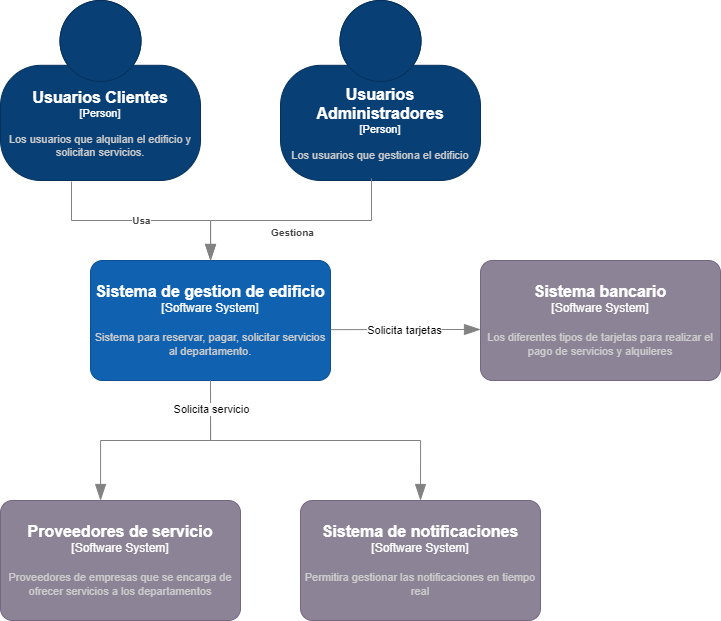 Usuarios Clientes
[Person]
Los usuarios que alquilan el edificio y
solicitan servicios.
Usuarios
Administradores
[Person]
Los usuarios que gestiona el edificio
Usa
Gestiona
Sistema de gestion de edificio
[Software System]
Sistema para reservar, pagar, solicitar servicios
al departamento.
Solicita tarjetas
Sistema bancario
[Software System]
Los diferentes tipos de tarjetas para realizar el
pago de servicios y alquileres
Solicita servicio
Proveedores de servicio
[Software System]
Proveedores de empresas que se encarga de
ofrecer servicios a los departamentos
Sistema de notificaciones
[Software System]
Permitira gestionar las notificaciones en tiempo
real